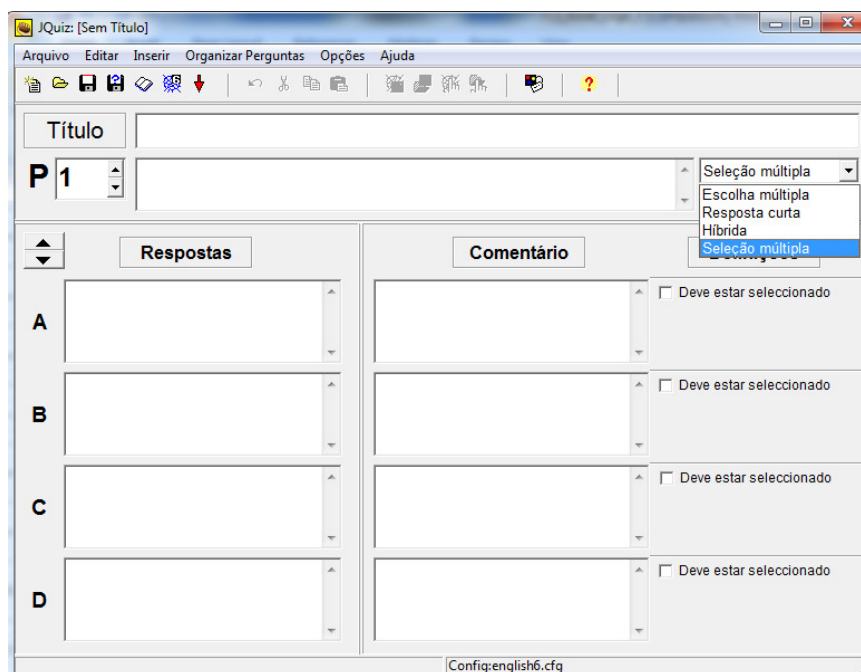 JQuiz: [Sem Título]
Arquivo Editar Inserir Organizar Perguntas Opções Ajuda
Título
P 1 Seleção múltipla
Escolha múltipla
Resposta curta
Híbrida
Seleção múltipla
Respostas Comentário
A Deve estar seleccionado
B Deve estar seleccionado
C Deve estar seleccionado
D Deve estar seleccionado
Config:english6.cfg